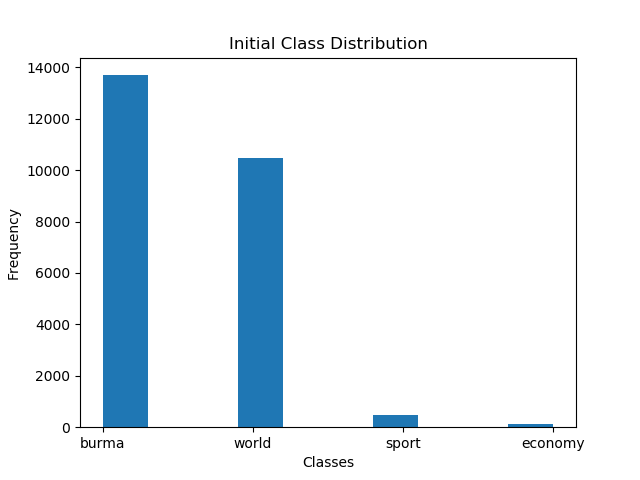 Initial Class Distribution
14000
12000
10000
8000
6000
4000
2000
0
Frequency
burma world sport economy
Classes